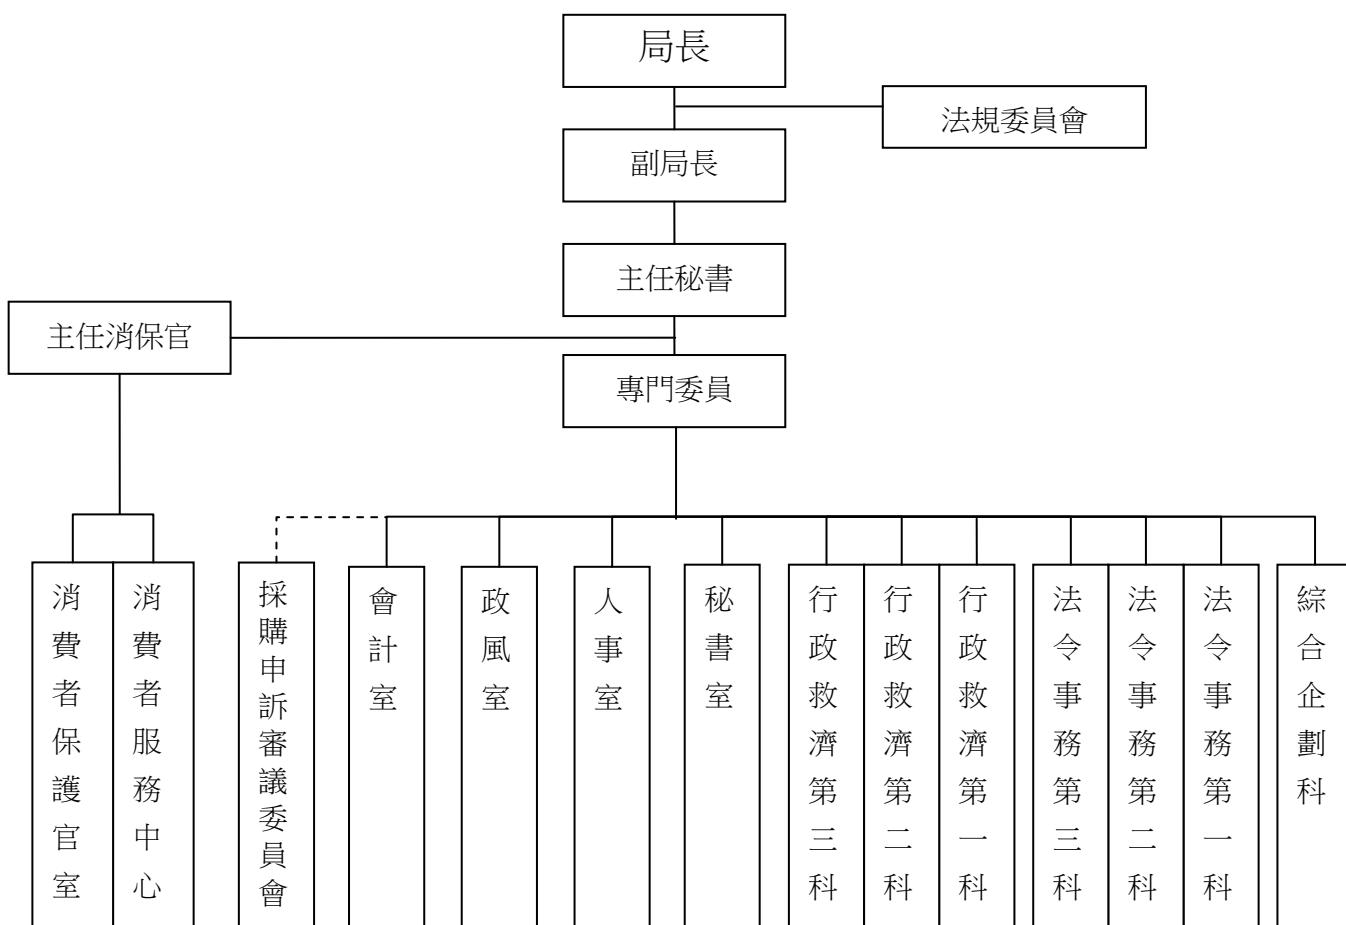 局長
法規委員會
副局長
主任秘書
主任消保官
專門委員
消費者保護官室
消費者服務中心
採購申訴審議委員會
會計室
政風室
人事室
秘書室
行政救濟第三科
行政救濟第二科
行政救濟第一科
法令事務第三科
法令事務第二科
法令事務第一科
綜合企劃科